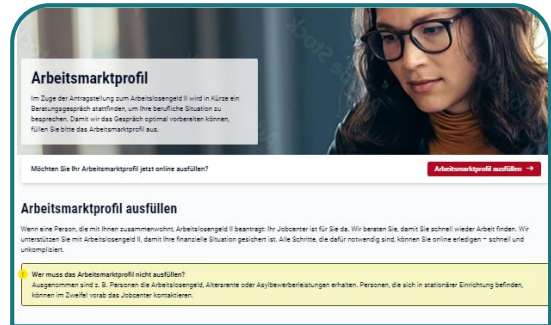 Arbeitsmarktprofil
Im Zuge der Antragstellung zum Arbeitslosengeld II wird in Kürze ein
Beratungsgespräch stattfinden, um Ihre berufliche Situation zu
besprechen. Damit wir das Gespräch optimal vorbereiten können,
füllen Sie bitte das Arbeitsmarktprofil aus.
Möchten Sie Ihr Arbeitsmarktprofil jetzt online ausfüllen?
Arbeitsmarktprofil ausfüllen →
Arbeitsmarktprofil ausfüllen
Wenn eine Person, die mit Ihnen zusammenwohnt, Arbeitslosengeld II beantragt: Ihr Jobcenter ist für Sie da. Wir beraten Sie, damit Sie schnell wieder Arbeit finden. Wir
unterstützen Sie mit Arbeitslosengeld II, damit Ihre finanzielle Situation gesichert ist. Alle Schritte, die dafür notwendig sind, können Sie online erledigen – schnell und
unkompliziert.
Wer muss das Arbeitsmarktprofil nicht ausfüllen?
Ausgenommen sind z. B. Personen die Arbeitslosengeld, Altersrente oder Asylbewerberleistungen erhalten. Personen, die sich in stationärer Einrichtung befinden,
können im Zweifel vorab das Jobcenter kontaktieren.